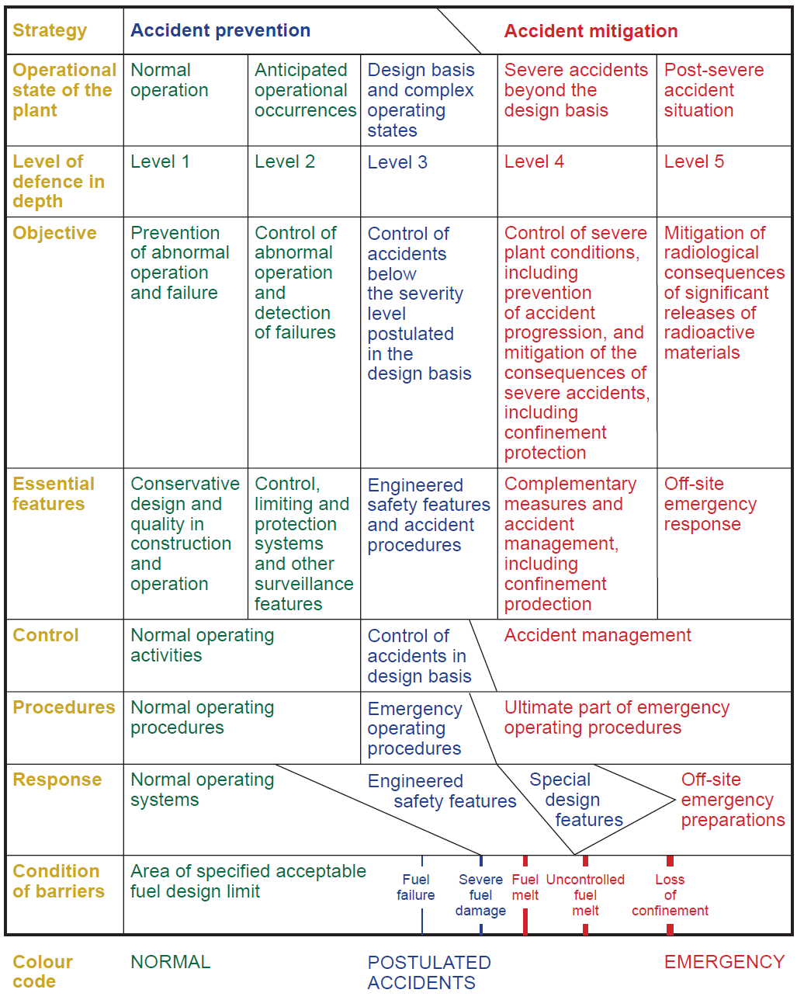 Strategy
Accident prevention
Accident mitigation
Operational
state of the
plant
Normal
operation
Anticipated
operational
occurrences
Design basis
and complex
operating
states
Severe accidents
beyond the
design basis
Post-severe
accident
situation
Level of
defence in
depth
Level 1
Level 2
Level 3
Level 4
Level 5
Objective
Prevention
of abnormal
operation
and failure
Control of
abnormal
operation
and
detection
of failures
Control of
accidents
below
the severity
level
postulated
in the
design basis
Control of severe
plant conditions,
including
prevention
of accident
progression, and
mitigation of the
consequences of
severe accidents,
including
confinement
protection
Mitigation of
radiological
consequences
of significant
releases of
radioactive
materials
Essential
features
Conservative
design and
quality in
construction
and
operation
Control,
limiting and
protection
systems
and other
surveillance
features
Engineered
safety features
and accident
procedures
Complementary
measures and
accident
management,
including
confinement
prodection
Off-site
emergency
response
Control
Normal operating
activities
Control of
accidents in
design basis
Accident management
Procedures
Normal operating
procedures
Emergency
operating
procedures
Ultimate part of emergency
operating procedures
Response
Normal operating
systems
Engineered
safety features
Special
design
features
Off-site
emergency
preparations
Condition
of barriers
Area of specified acceptable
fuel design limit
Fuel
failure
Severe
fuel
damage
Fuel
melt
Uncontrolled
fuel
melt
Loss
of
confinement
Colour
code
NORMAL
POSTULATED
ACCIDENTS
EMERGENCY